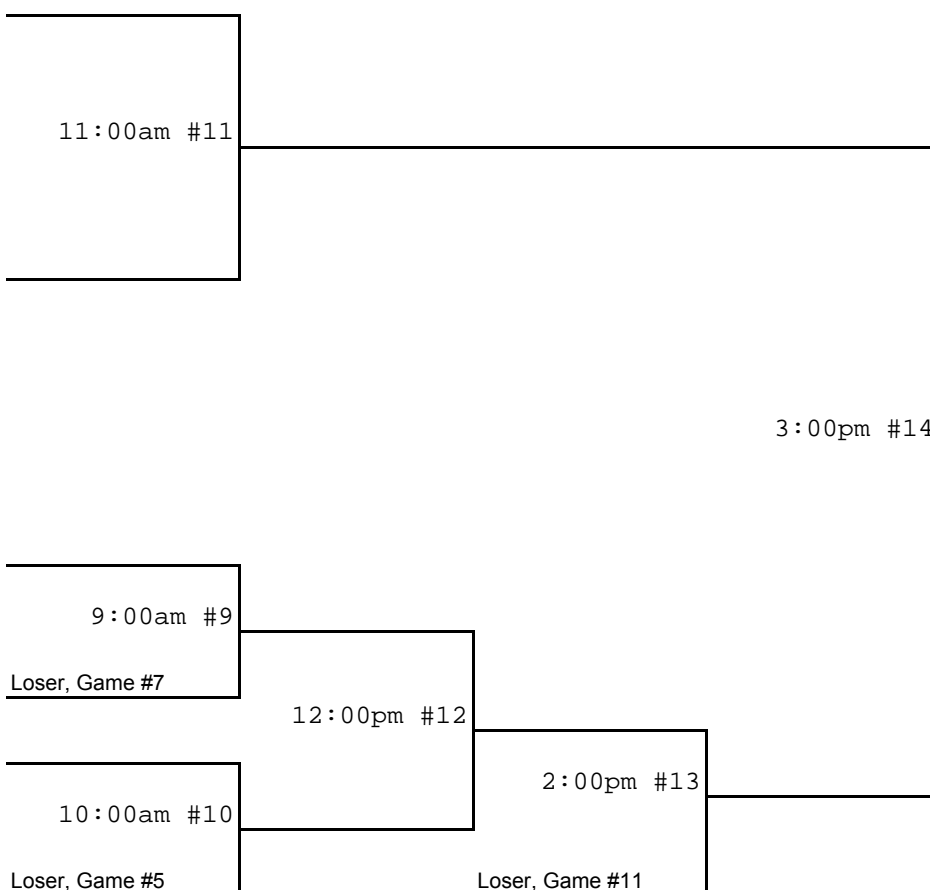 11:00am #11
3:00pm #14
9:00am #9
Loser, Game #7
12:00pm #12
2:00pm #13
10:00am #10
Loser, Game #5
Loser, Game #11